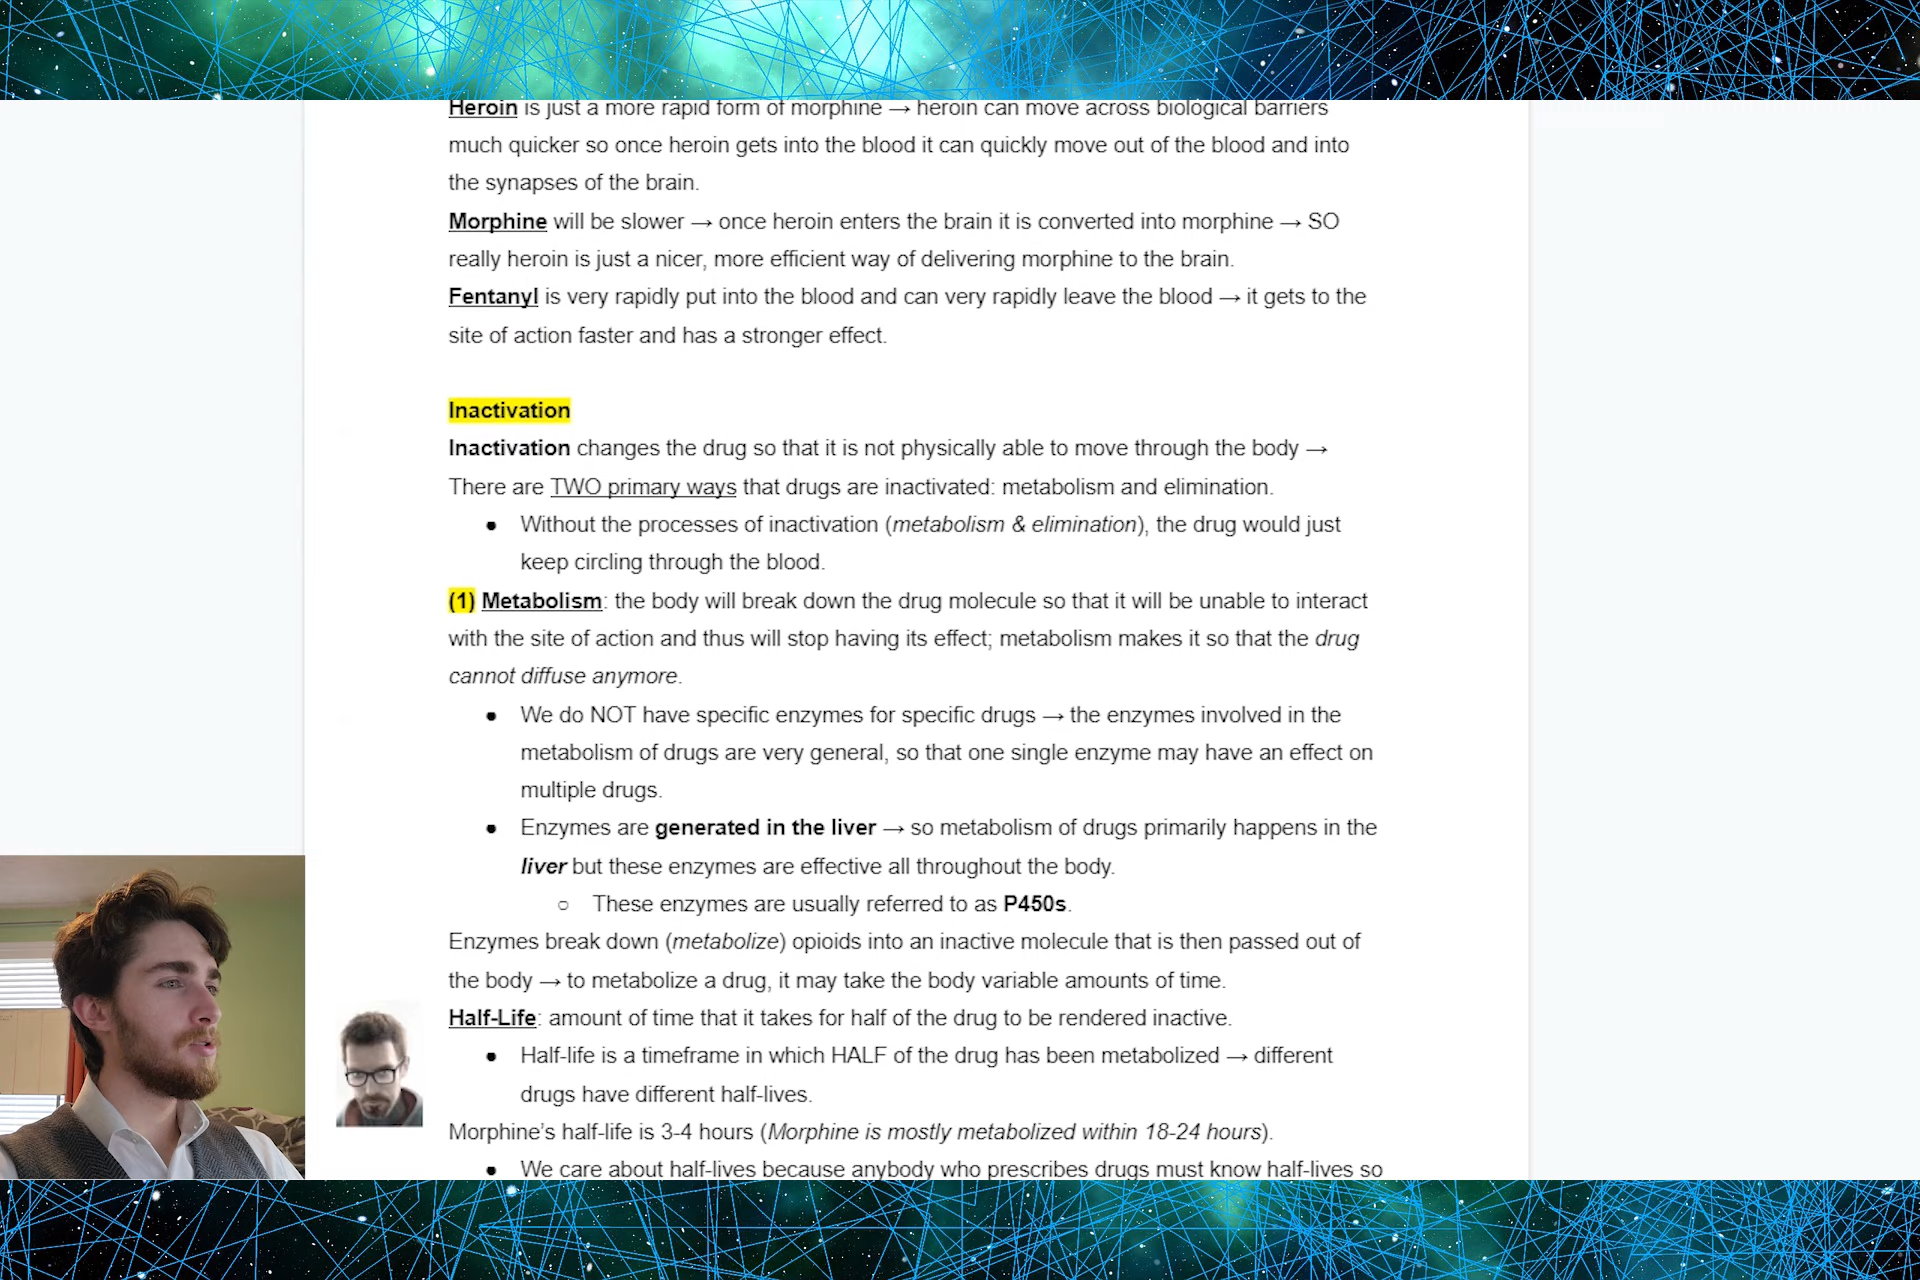 Heroin is just a more rapid form of morphine → heroin can move across biological barriers
much quicker so once heroin gets into the blood it can quickly move out of the blood and into
the synapses of the brain.
Morphine will be slower → once heroin enters the brain it is converted into morphine → SO
really heroin is just a nicer, more efficient way of delivering morphine to the brain.
Fentanyl is very rapidly put into the blood and can very rapidly leave the blood → it gets to the
site of action faster and has a stronger effect.
Inactivation
Inactivation changes the drug so that it is not physically able to move through the body →
There are TWO primary ways that drugs are inactivated: metabolism and elimination.
● Without the processes of inactivation (metabolism & elimination), the drug would just
keep circling through the blood.
(1) Metabolism: the body will break down the drug molecule so that it will be unable to interact
with the site of action and thus will stop having its effect; metabolism makes it so that the drug
cannot diffuse anymore.
● We do NOT have specific enzymes for specific drugs → the enzymes involved in the
metabolism of drugs are very general, so that one single enzyme may have an effect on
multiple drugs.
● Enzymes are generated in the liver → so metabolism of drugs primarily happens in the
liver but these enzymes are effective all throughout the body.
○ These enzymes are usually referred to as P450s.
Enzymes break down (metabolize) opioids into an inactive molecule that is then passed out of
the body → to metabolize a drug, it may take the body variable amounts of time.
Half-Life: amount of time that it takes for half of the drug to be rendered inactive.
● Half-life is a timeframe in which HALF of the drug has been metabolized → different
drugs have different half-lives.
Morphine's half-life is 3-4 hours (Morphine is mostly metabolized within 18-24 hours).
● We care about half-lives because anybody who prescribes drugs must know half-lives so